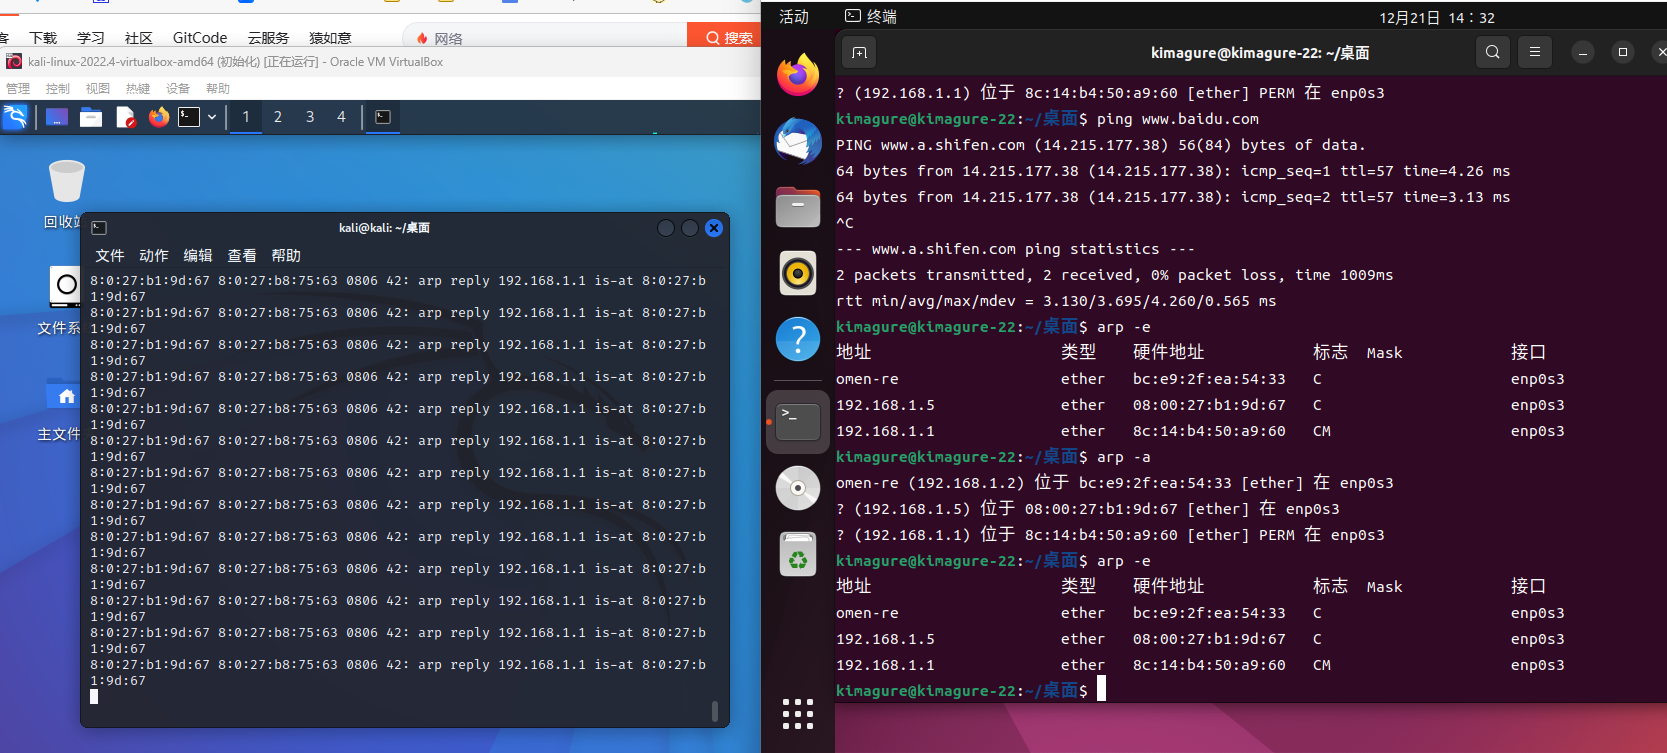 客 下载 学习 社区 GitCode 云服务 猿如意 网络 搜索
kali-linux-2022.4-virtualbox-amd64 (初始化) [正在运行] - Oracle VM VirtualBox
管理 控制 视图 热键 设备 帮助
1 2 3 4
回收站
文件系
主文件
kali@kali: ~/桌面
文件 动作 编辑 查看 帮助
8:0:27:b1:9d:67 8:0:27:b8:75:63 0806 42: arp reply 192.168.1.1 is-at 8:0:27:b
1:9d:67
8:0:27:b1:9d:67 8:0:27:b8:75:63 0806 42: arp reply 192.168.1.1 is-at 8:0:27:b
1:9d:67
8:0:27:b1:9d:67 8:0:27:b8:75:63 0806 42: arp reply 192.168.1.1 is-at 8:0:27:b
1:9d:67
8:0:27:b1:9d:67 8:0:27:b8:75:63 0806 42: arp reply 192.168.1.1 is-at 8:0:27:b
1:9d:67
8:0:27:b1:9d:67 8:0:27:b8:75:63 0806 42: arp reply 192.168.1.1 is-at 8:0:27:b
1:9d:67
8:0:27:b1:9d:67 8:0:27:b8:75:63 0806 42: arp reply 192.168.1.1 is-at 8:0:27:b
1:9d:67
8:0:27:b1:9d:67 8:0:27:b8:75:63 0806 42: arp reply 192.168.1.1 is-at 8:0:27:b
1:9d:67
8:0:27:b1:9d:67 8:0:27:b8:75:63 0806 42: arp reply 192.168.1.1 is-at 8:0:27:b
1:9d:67
8:0:27:b1:9d:67 8:0:27:b8:75:63 0806 42: arp reply 192.168.1.1 is-at 8:0:27:b
1:9d:67
8:0:27:b1:9d:67 8:0:27:b8:75:63 0806 42: arp reply 192.168.1.1 is-at 8:0:27:b
1:9d:67
8:0:27:b1:9d:67 8:0:27:b8:75:63 0806 42: arp reply 192.168.1.1 is-at 8:0:27:b
1:9d:67
8:0:27:b1:9d:67 8:0:27:b8:75:63 0806 42: arp reply 192.168.1.1 is-at 8:0:27:b
1:9d:67
8:0:27:b1:9d:67 8:0:27:b8:75:63 0806 42: arp reply 192.168.1.1 is-at 8:0:27:b
1:9d:67
活动 终端 12月21日 14：32
kimagure@kimagure-22: ~/桌面
? (192.168.1.1) 位于 8c:14:b4:50:a9:60 [ether] PERM 在 enp0s3
kimagure@kimagure-22:~/桌面$ ping www.baidu.com
PING www.a.shifen.com (14.215.177.38) 56(84) bytes of data.
64 bytes from 14.215.177.38 (14.215.177.38): icmp_seq=1 ttl=57 time=4.26 ms
64 bytes from 14.215.177.38 (14.215.177.38): icmp_seq=2 ttl=57 time=3.13 ms
^C
--- www.a.shifen.com ping statistics ---
2 packets transmitted, 2 received, 0% packet loss, time 1009ms
rtt min/avg/max/mdev = 3.130/3.695/4.260/0.565 ms
kimagure@kimagure-22:~/桌面$ arp -e
地址 类型 硬件地址 标志 Mask 接口
omen-re ether bc:e9:2f:ea:54:33 C enp0s3
192.168.1.5 ether 08:00:27:b1:9d:67 C enp0s3
192.168.1.1 ether 8c:14:b4:50:a9:60 CM enp0s3
kimagure@kimagure-22:~/桌面$ arp -a
omen-re (192.168.1.2) 位于 bc:e9:2f:ea:54:33 [ether] 在 enp0s3
? (192.168.1.5) 位于 08:00:27:b1:9d:67 [ether] 在 enp0s3
? (192.168.1.1) 位于 8c:14:b4:50:a9:60 [ether] PERM 在 enp0s3
kimagure@kimagure-22:~/桌面$ arp -e
地址 类型 硬件地址 标志 Mask 接口
omen-re ether bc:e9:2f:ea:54:33 C enp0s3
192.168.1.5 ether 08:00:27:b1:9d:67 C enp0s3
192.168.1.1 ether 8c:14:b4:50:a9:60 CM enp0s3
kimagure@kimagure-22:~/桌面$